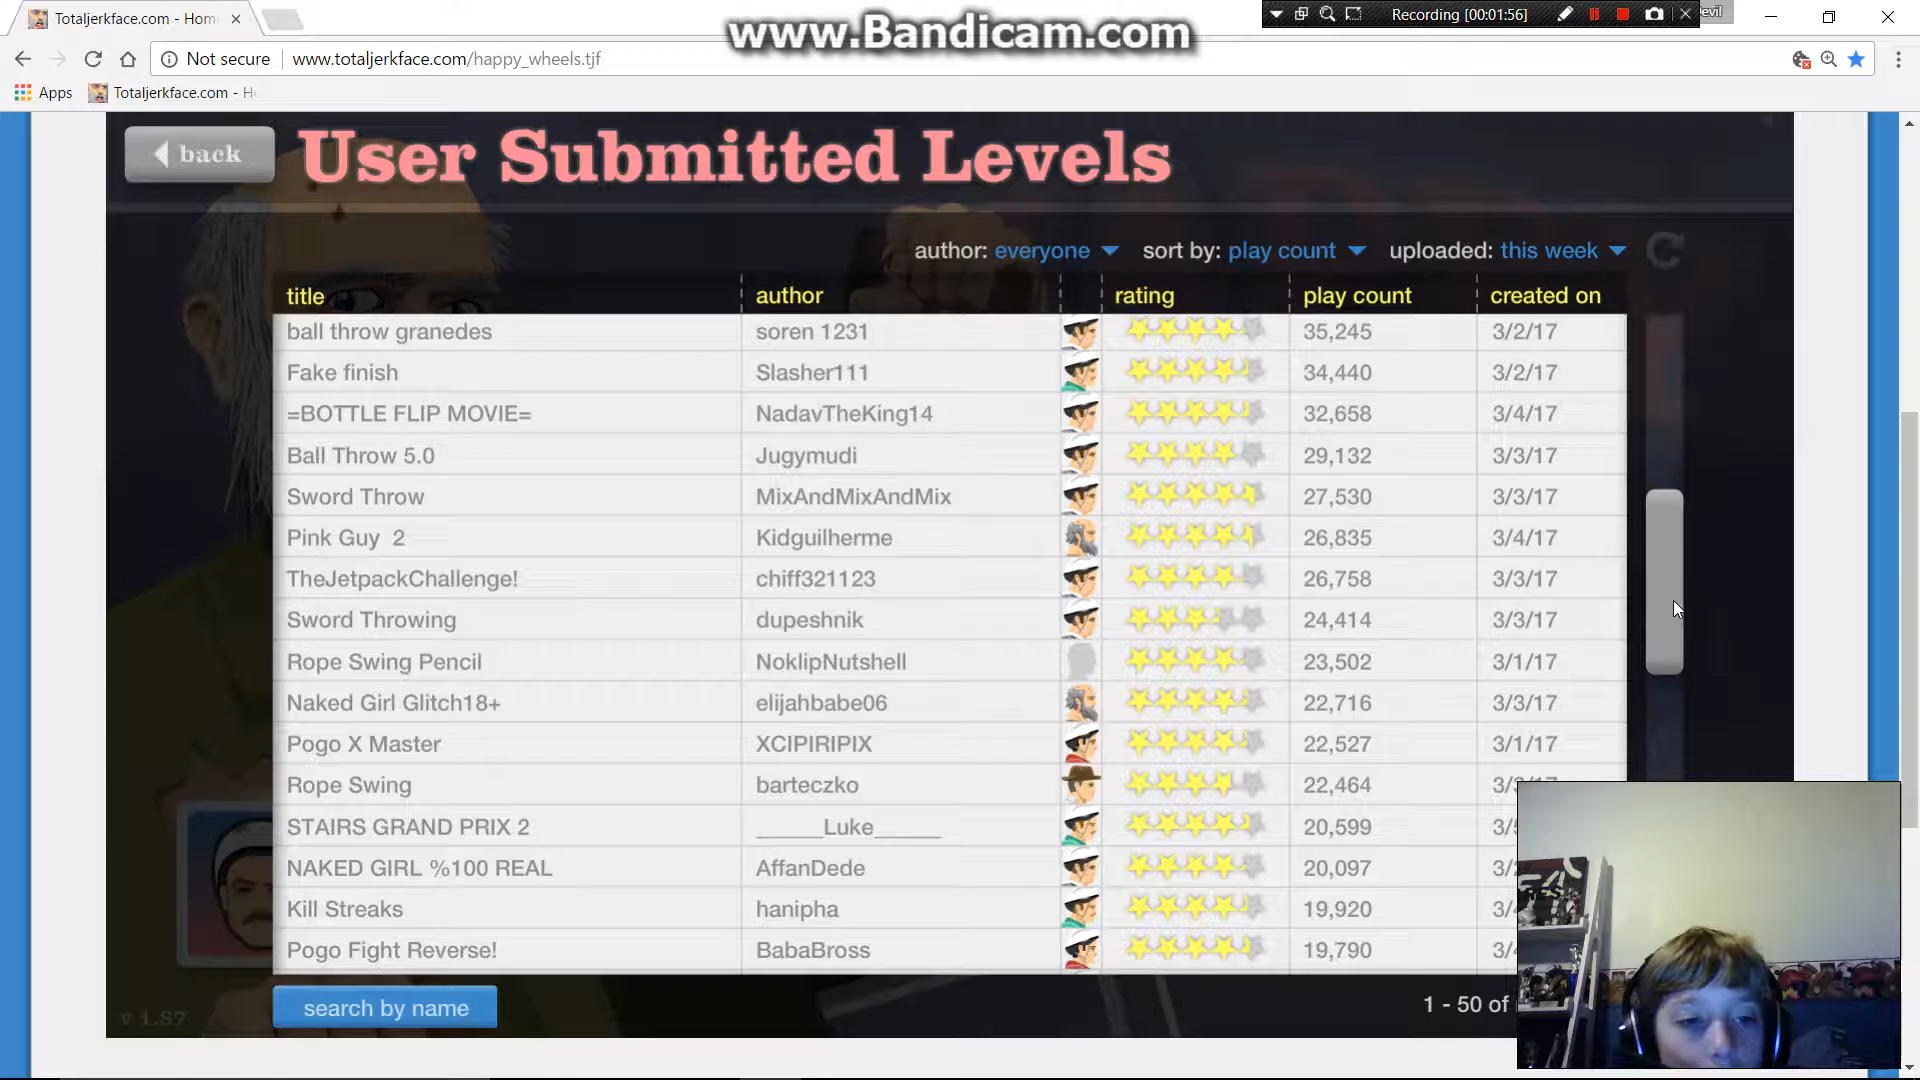 Totaljerkface.com - Hom
www.Bandicam.com
Recording [00:01:56]
evil
Not secure
www.totaljerkface.com/happy_wheels.tjf
Apps
Totaljerkface.com - H
back
User Submitted Levels
author: everyone sort by: play count uploaded: this week
title author rating play count created on
ball throw granedes soren 1231 35,245 3/2/17
Fake finish Slasher111 34,440 3/2/17
=BOTTLE FLIP MOVIE= NadavTheKing14 32,658 3/4/17
Ball Throw 5.0 Jugymudi 29,132 3/3/17
Sword Throw MixAndMixAndMix 27,530 3/3/17
Pink Guy 2 Kidguilherme 26,835 3/4/17
TheJetpackChallenge! chiff321123 26,758 3/3/17
Sword Throwing dupeshnik 24,414 3/3/17
Rope Swing Pencil NoklipNutshell 23,502 3/1/17
Naked Girl Glitch18+ elijahbabe06 22,716 3/3/17
Pogo X Master XCIPIRIPIX 22,527 3/1/17
Rope Swing barteczko 22,464
STAIRS GRAND PRIX 2 ______Luke______ 20,599
NAKED GIRL %100 REAL AffanDede 20,097
Kill Streaks hanipha 19,920
Pogo Fight Reverse! BabaBross 19,790
search by name
1 - 50 of
v 1.87